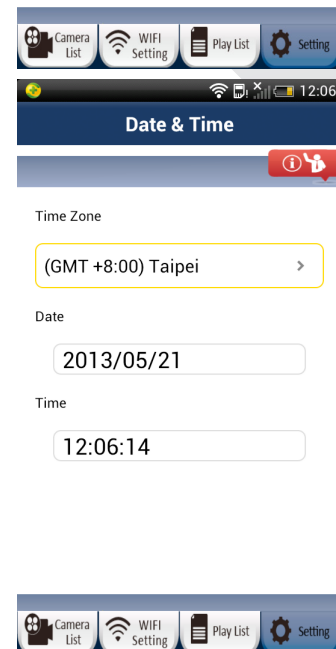 Camera List
WIFI Setting
Play List
Setting
12:06
Date & Time
Time Zone
(GMT +8:00) Taipei
Date
2013/05/21
Time
12:06:14
Camera List
WIFI Setting
Play List
Setting